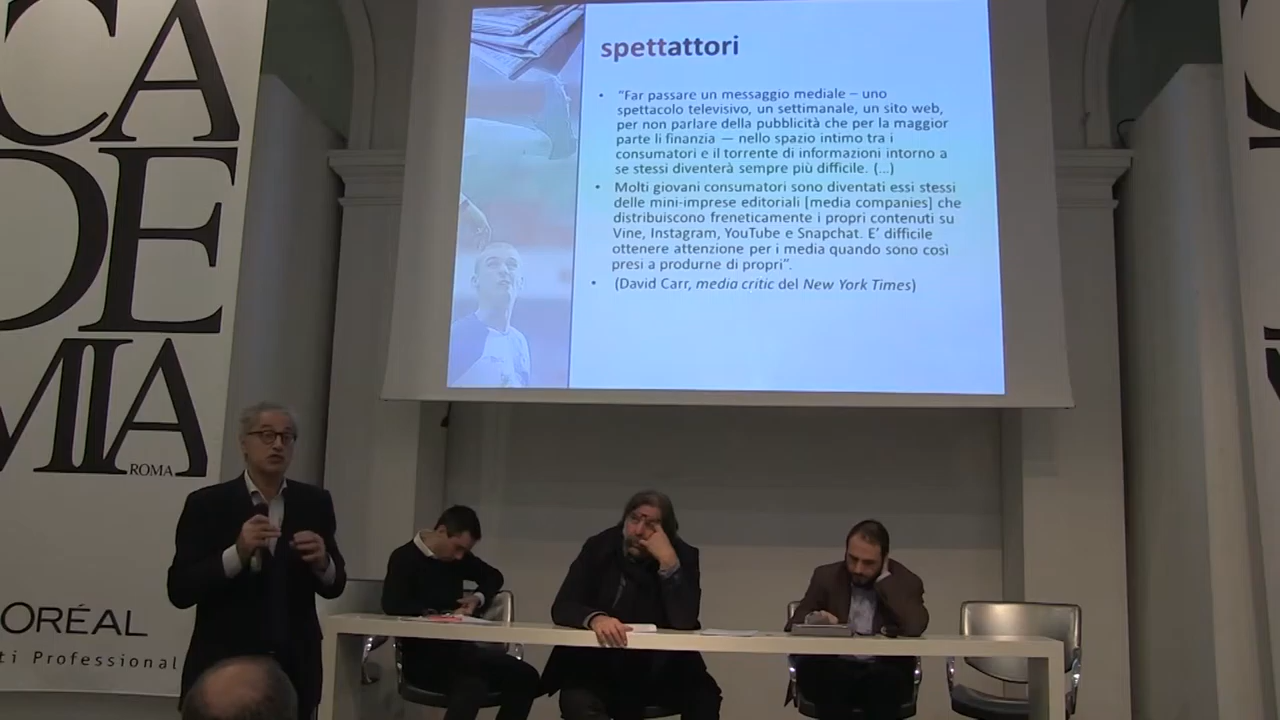 CA
DE
MIA
ROMA
ORÉAL
ti Professional
spettattori
• “Far passare un messaggio mediale – uno
spettacolo televisivo, un settimanale, un sito web,
per non parlare della pubblicità che per la maggior
parte li finanzia — nello spazio intimo tra i
consumatori e il torrente di informazioni intorno a
se stessi diventerà sempre più difficile. (...)
• Molti giovani consumatori sono diventati essi stessi
delle mini-imprese editoriali [media companies] che
distribuiscono freneticamente i propri contenuti su
Vine, Instagram, YouTube e Snapchat. E’ difficile
ottenere attenzione per i media quando sono così
presi a produrne di propri”.
• (David Carr, media critic del New York Times)